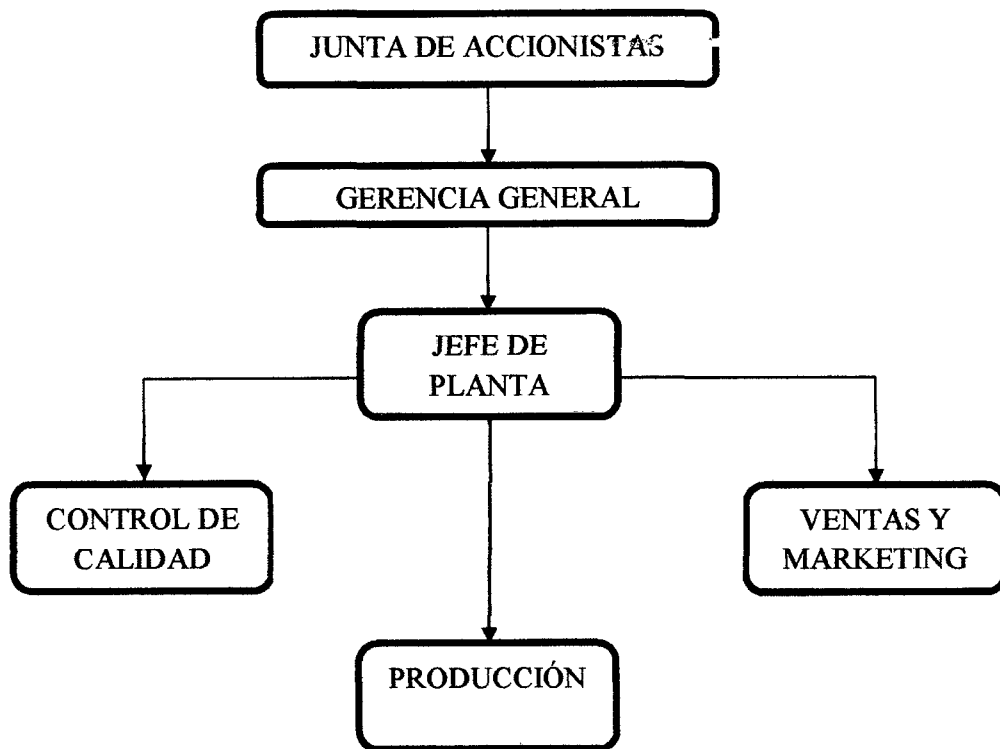 JUNTA DE ACCIONISTAS
GERENCIA GENERAL
JEFE DE
PLANTA
CONTROL DE
CALIDAD
VENTAS Y
MARKETING
PRODUCCIÓN